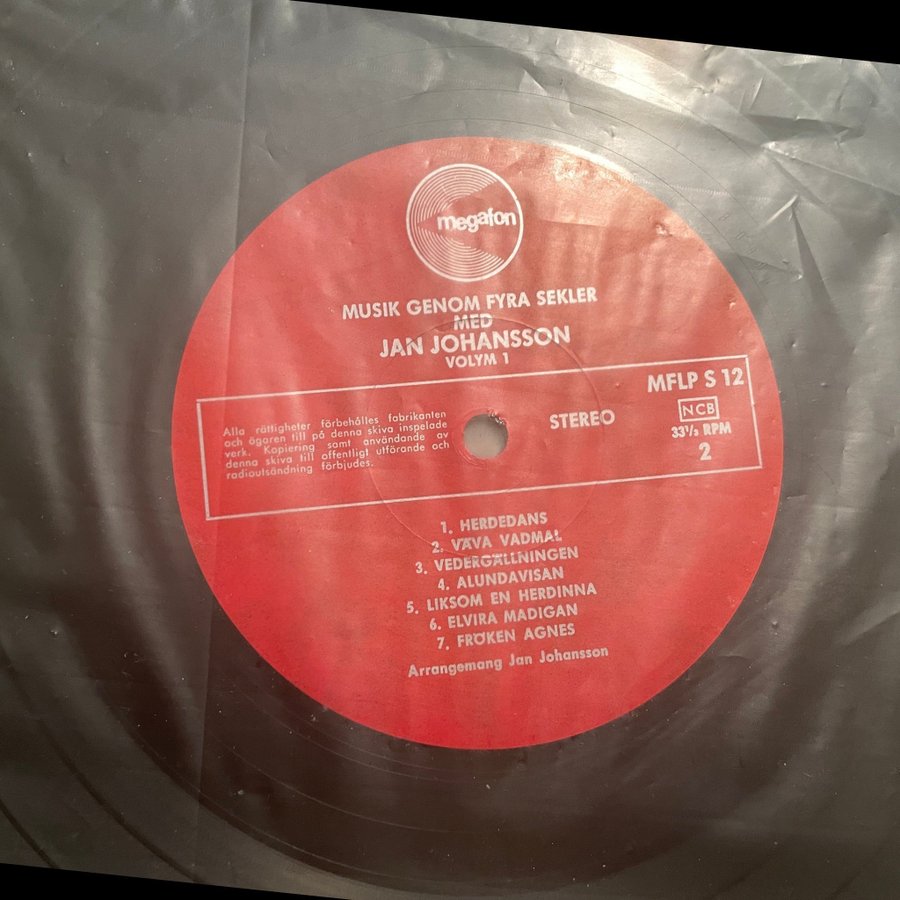 megafon
MUSIK GENOM FYRA SEKLER
MED
JAN JOHANSSON
VOLYM 1
MFLP S 12
NCB
33⅓ RPM
2
STEREO
Alla rättigheter förbehålles fabrikanten
och ägaren till på denna skiva inspelade
verk. Kopiering samt användande av
denna skiva till offentligt utförande och
radioutsändning förbjudes.
1. HERDEDANS
2. VÄVA VADMAL
3. VEDERGÄLLNINGEN
4. ALUNDAVISAN
5. LIKSOM EN HERDINNA
6. ELVIRA MADIGAN
7. FRÖKEN AGNES
Arrangemang Jan Johansson